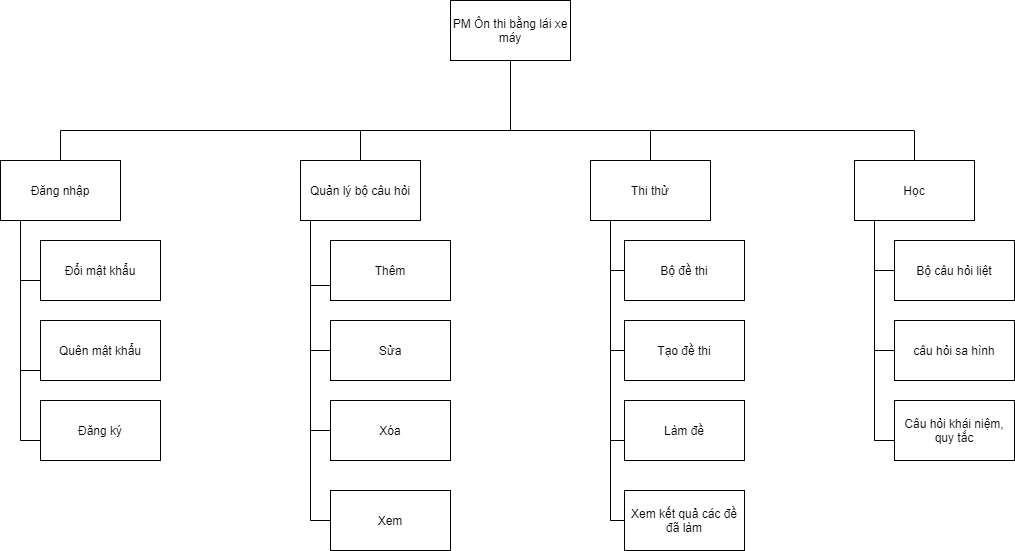 PM Ôn thi bằng lái xe
máy
Đăng nhập
Quản lý bộ câu hỏi
Thi thử
Học
Đổi mật khẩu
Thêm
Bộ đề thi
Bộ câu hỏi liệt
Quên mật khẩu
Sửa
Tạo đề thi
câu hỏi sa hình
Đăng ký
Xóa
Làm đề
Câu hỏi khái niệm,
quy tắc
Xem
Xem kết quả các đề
đã làm